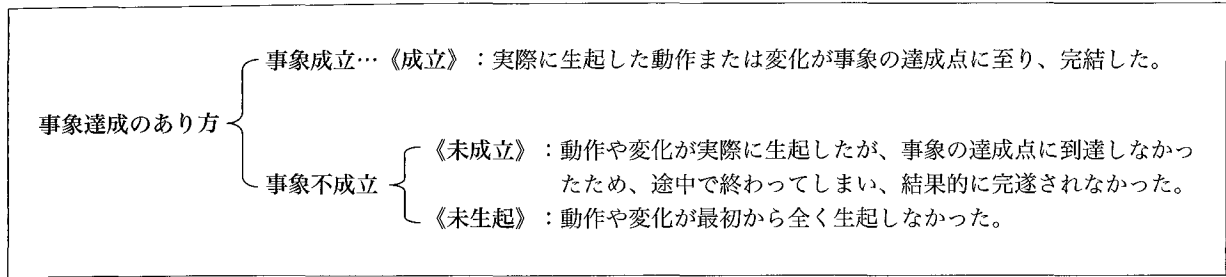 事象成立…《成立》：実際に生起した動作または変化が事象の達成点に至り、完結した。
事象達成のあり方
《未成立》：動作や変化が実際に生起したが、事象の達成点に到達しなかっ
事象不成立
たため、途中で終わってしまい、結果的に完遂されなかった。
《未生起》：動作や変化が最初から全く生起しなかった。